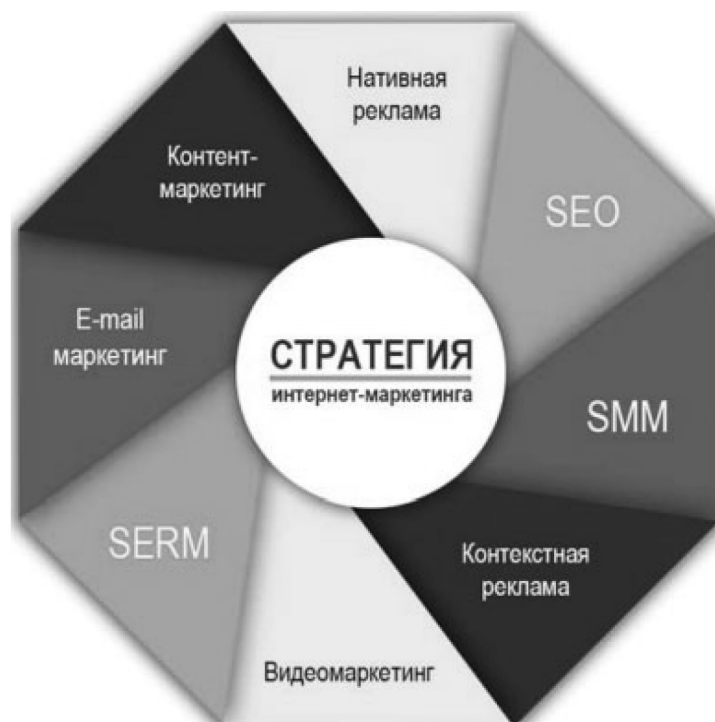 Нативная
реклама
Контент-
маркетинг
SEO
E-mail
маркетинг
СТРАТЕГИЯ
интернет-маркетинга
SMM
SERM
Контекстная
реклама
Видеомаркетинг